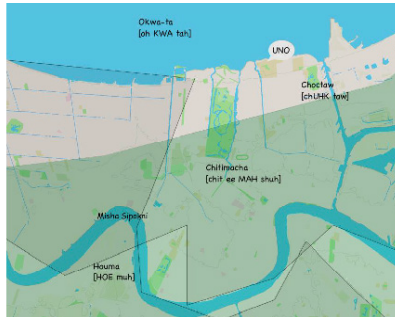 Okwa-ta
[oh KWA tah]
UNO
Choctaw
[chUHK taw]
Chitimacha
[chit ee MAH shuh]
Misha Sipokni
Houma
[HOE muh]